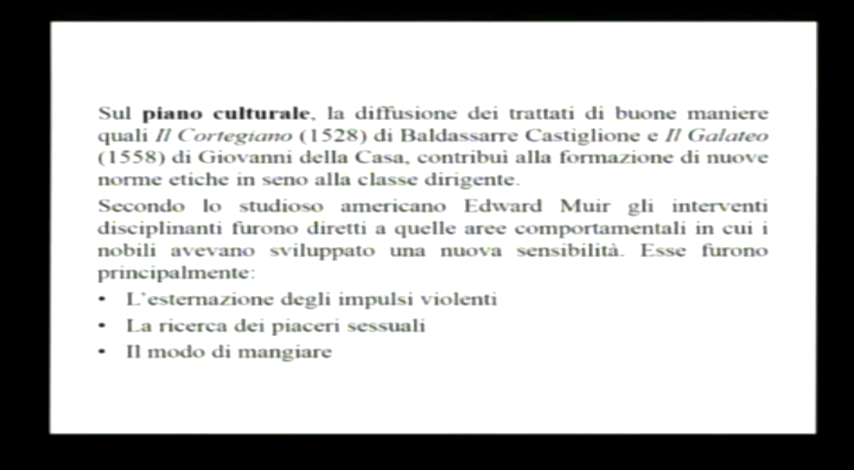 Sul piano culturale, la diffusione dei trattati di buone maniere
quali Il Cortegiano (1528) di Baldassarre Castiglione e Il Galateo
(1558) di Giovanni della Casa, contribuì alla formazione di nuove
norme etiche in seno alla classe dirigente.
Secondo lo studioso americano Edward Muir gli interventi
disciplinanti furono diretti a quelle aree comportamentali in cui i
nobili avevano sviluppato una nuova sensibilità. Esse furono
principalmente:
• L'esternazione degli impulsi violenti
• La ricerca dei piaceri sessuali
• Il modo di mangiare